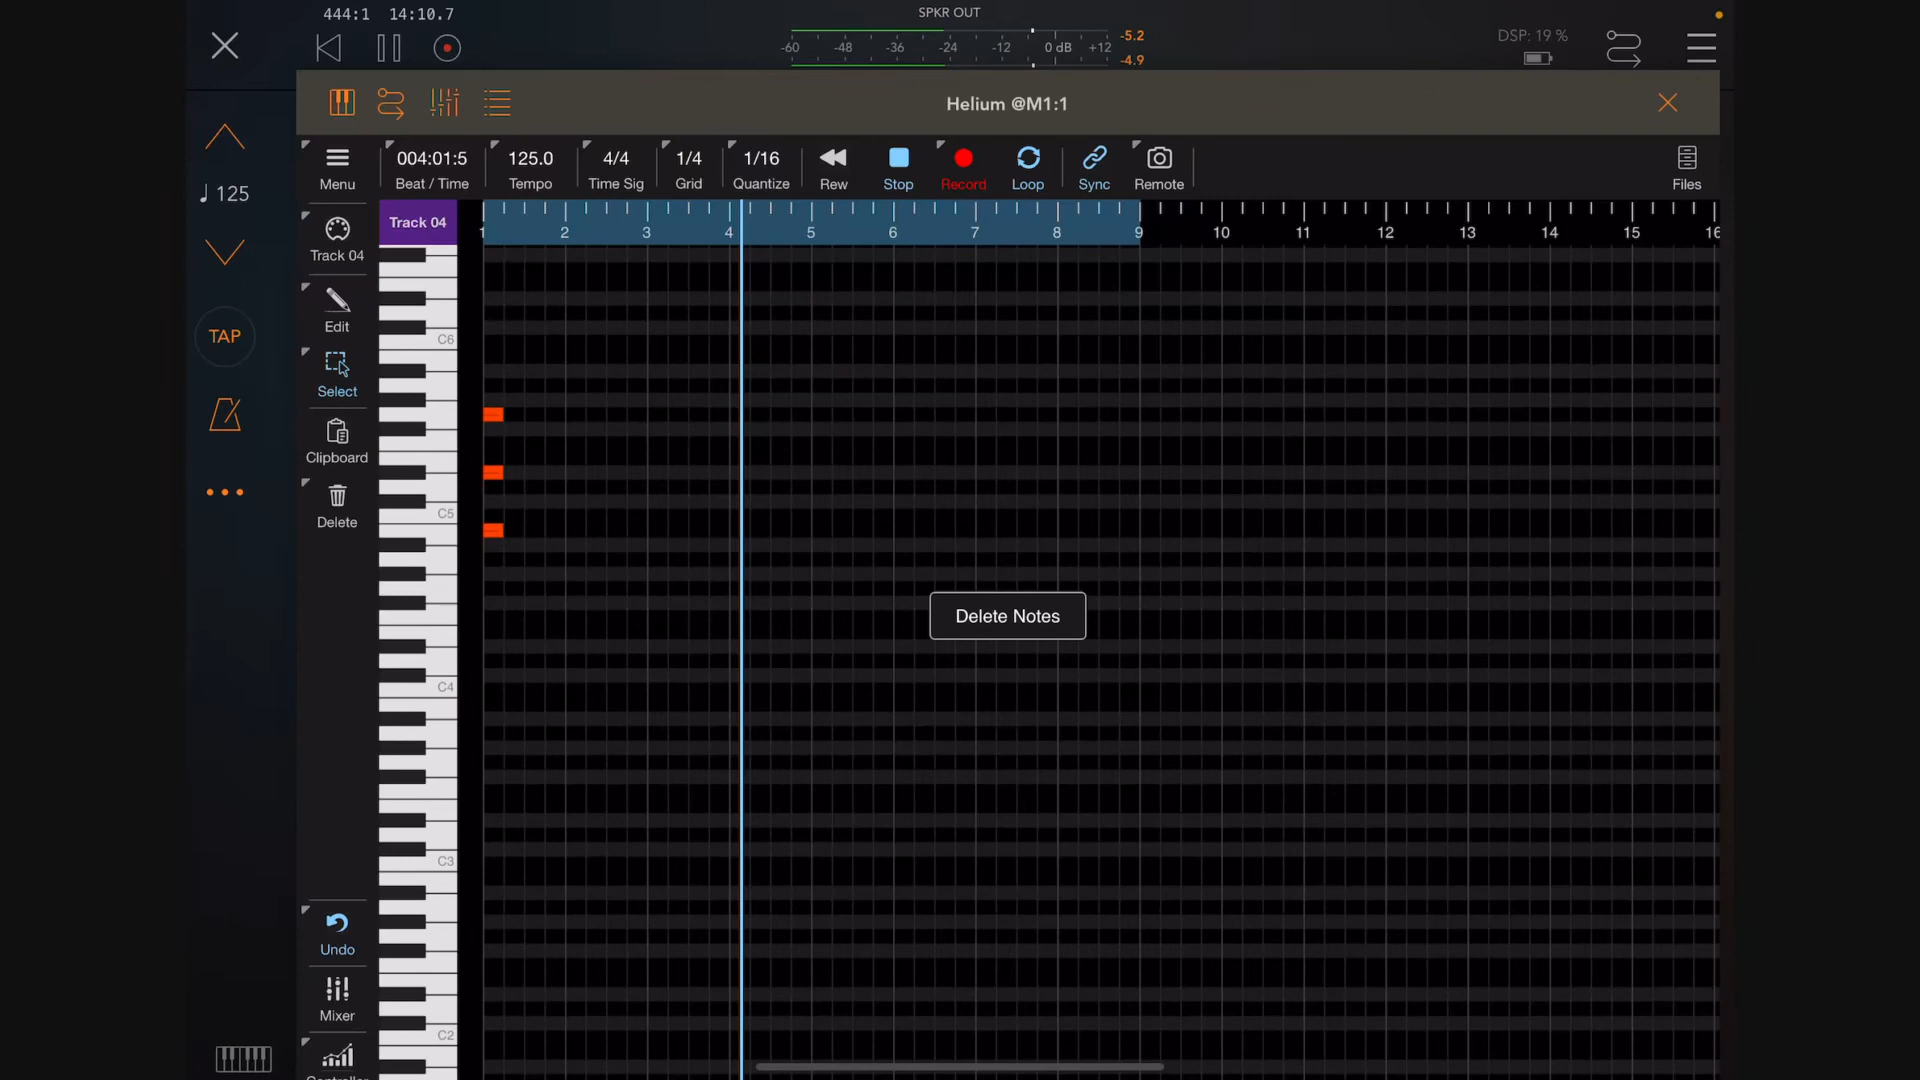 444:1 14:10.7
SPKR OUT
-60 -48 -36 -24 -12 0 dB +12
-5.2
-4.9
DSP: 19 %
Helium @M1:1
♩ 125
TAP
Menu
004:01:5
Beat / Time
125.0
Tempo
4/4
Time Sig
1/4
Grid
1/16
Quantize
Rew
Stop
Record
Loop
Sync
Remote
Files
Track 04
1 2 3 4 5 6 7 8 9 10 11 12 13 14 15 16
Track 04
Edit
Select
Clipboard
Delete
Undo
Mixer
Controller
C6
C5
C4
C3
C2
Delete Notes